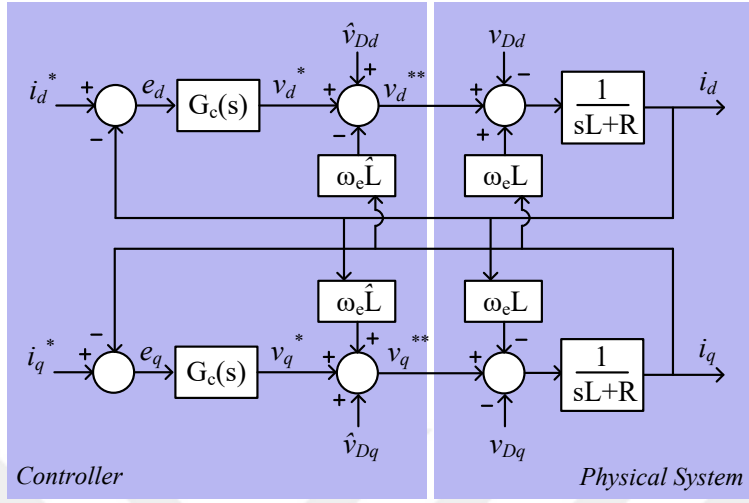 v̂Dd
vDd
id* + ed Gc(s) vd* + + vd** + − 1/(sL+R) id
− − +
ωeL̂ ωeL
ωeL̂ ωeL
− + −
iq* + eq Gc(s) vq* + vq** + 1/(sL+R) iq
+ −
v̂Dq vDq
Controller Physical System